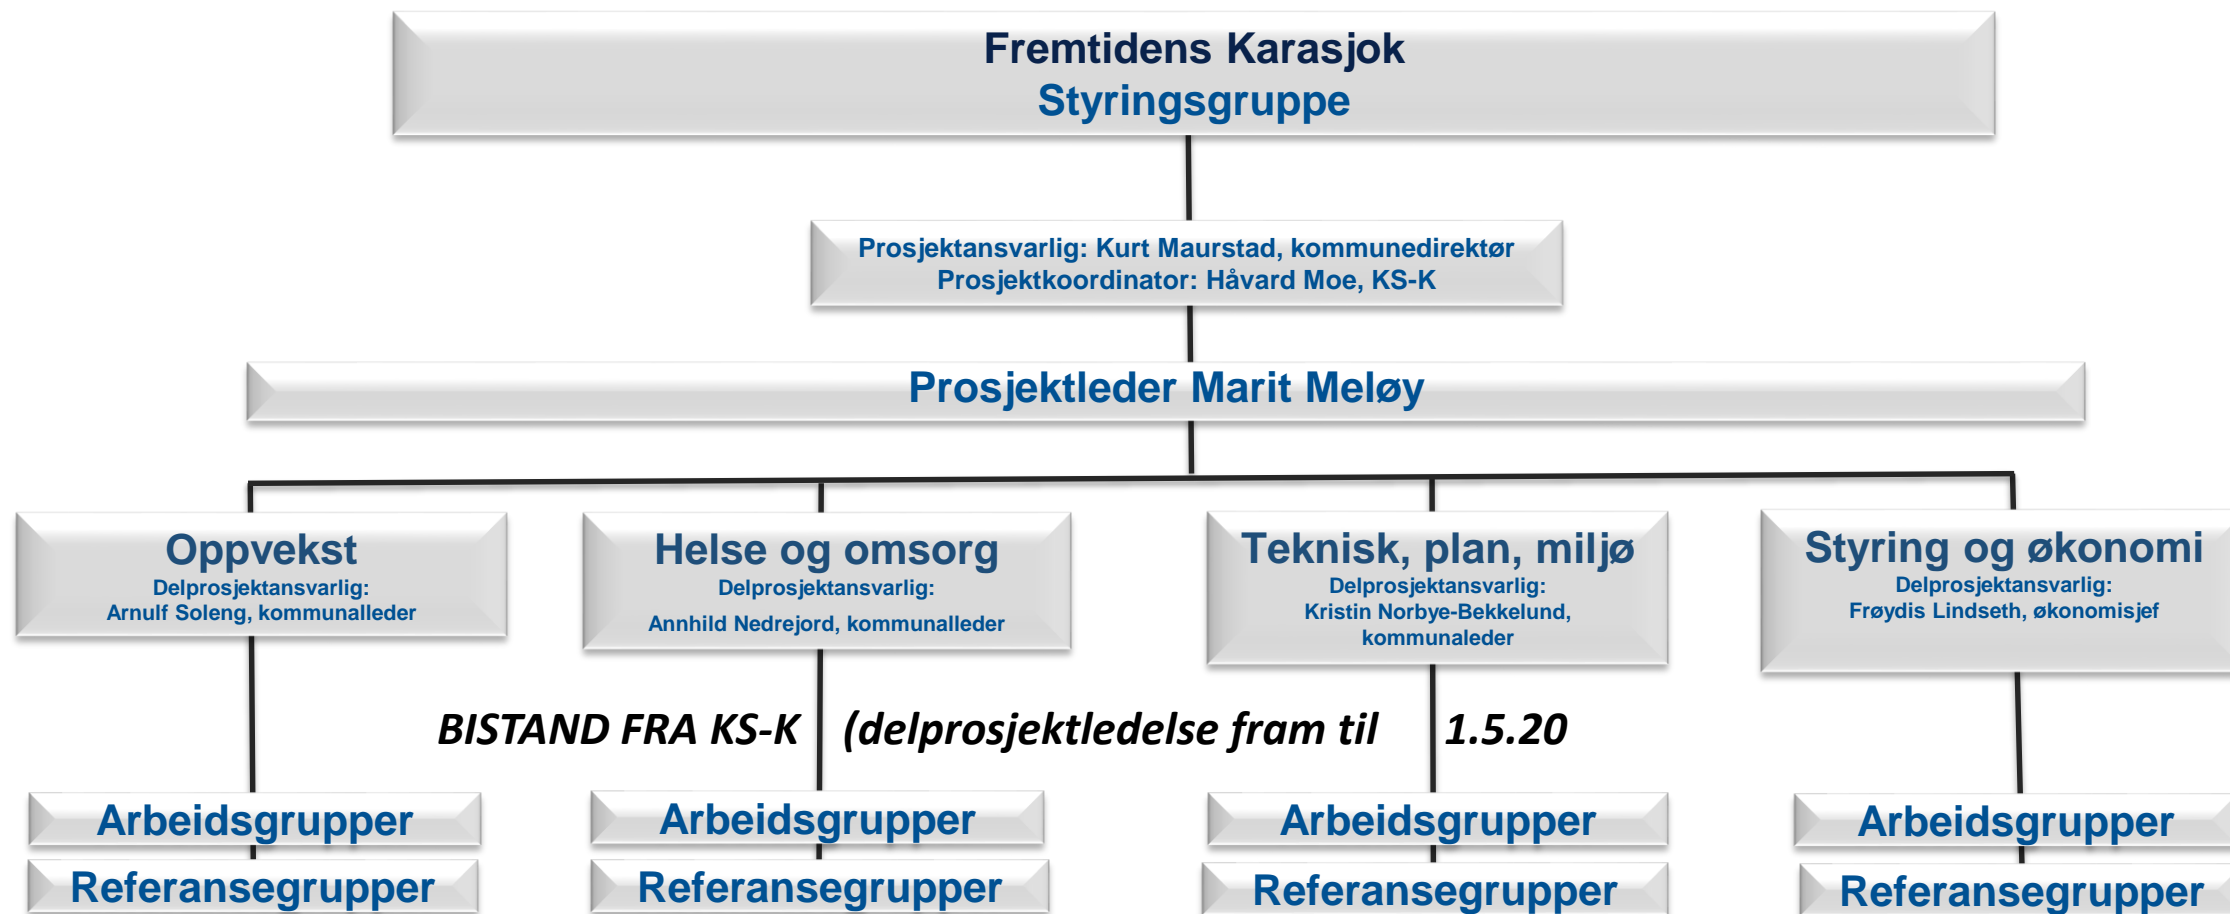 Fremtidens Karasjok
Styringsgruppe
Prosjektansvarlig: Kurt Maurstad, kommunedirektør
Prosjektkoordinator: Håvard Moe, KS-K
Prosjektleder Marit Meløy
Oppvekst
Delprosjektansvarlig:
Arnulf Soleng, kommunalleder
Helse og omsorg
Delprosjektansvarlig:
Annhild Nedrejord, kommunalleder
Teknisk, plan, miljø
Delprosjektansvarlig:
Kristin Norbye-Bekkelund,
kommunaleder
Styring og økonomi
Delprosjektansvarlig:
Frøydis Lindseth, økonomisjef
BISTAND FRA KS-K (delprosjektledelse fram til 1.5.20
Arbeidsgrupper
Arbeidsgrupper
Arbeidsgrupper
Arbeidsgrupper
Referansegrupper
Referansegrupper
Referansegrupper
Referansegrupper